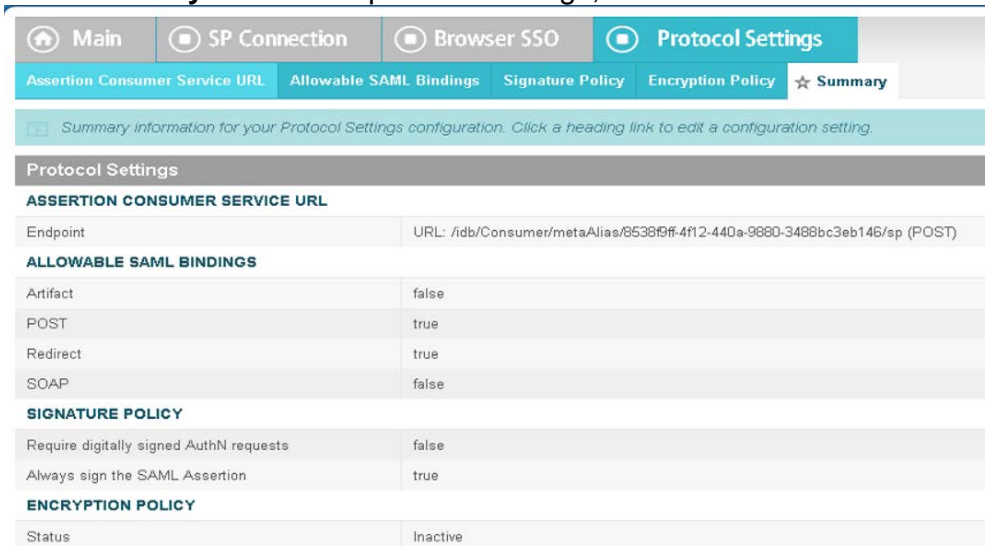 Main SP Connection Browser SSO Protocol Settings
Assertion Consumer Service URL Allowable SAML Bindings Signature Policy Encryption Policy Summary
Summary information for your Protocol Settings configuration. Click a heading link to edit a configuration setting.
Protocol Settings
ASSERTION CONSUMER SERVICE URL
Endpoint URL: /idb/Consumer/metaAlias/8538f9ff-4f12-440a-9880-3488bc3eb146/sp (POST)
ALLOWABLE SAML BINDINGS
Artifact false
POST true
Redirect true
SOAP false
SIGNATURE POLICY
Require digitally signed AuthN requests false
Always sign the SAML Assertion true
ENCRYPTION POLICY
Status Inactive